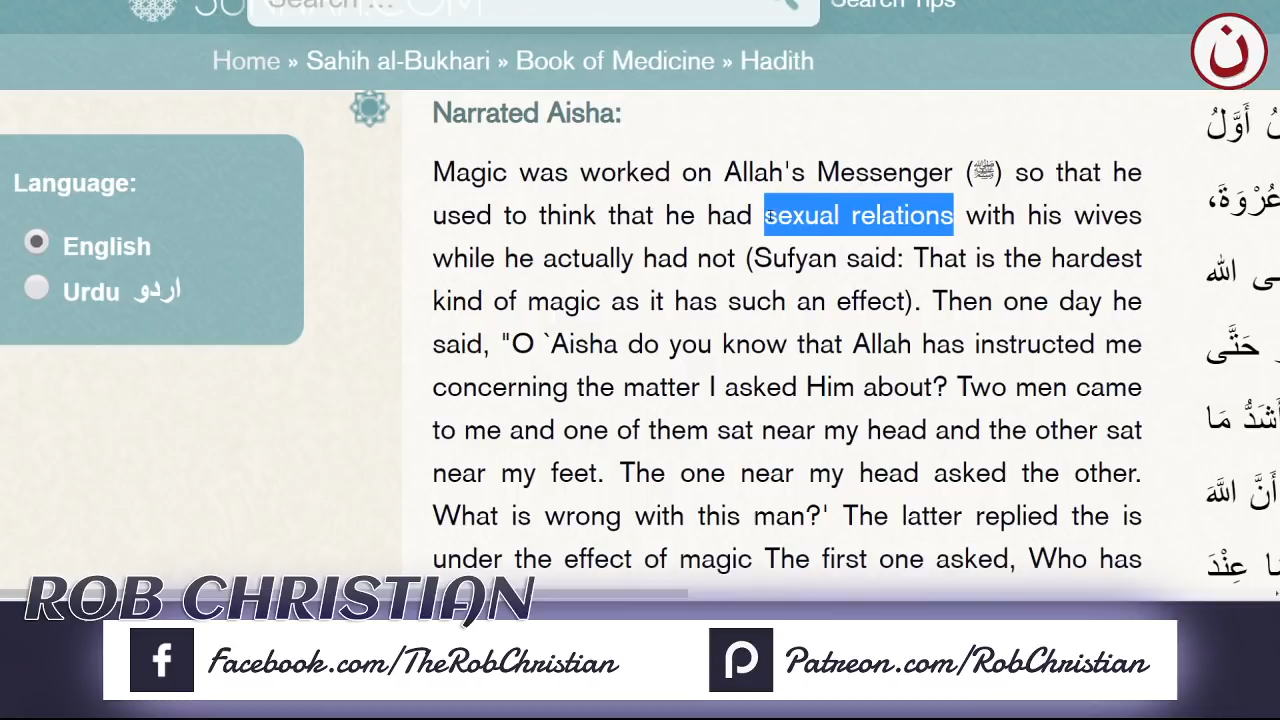 Search Tips
Home » Sahih al-Bukhari » Book of Medicine » Hadith
ن
Narrated Aisha:
Magic was worked on Allah's Messenger (ﷺ) so that he
used to think that he had sexual relations with his wives
while he actually had not (Sufyan said: That is the hardest
kind of magic as it has such an effect). Then one day he
said, "O `Aisha do you know that Allah has instructed me
concerning the matter I asked Him about? Two men came
to me and one of them sat near my head and the other sat
near my feet. The one near my head asked the other.
What is wrong with this man?' The latter replied the is
under the effect of magic The first one asked, Who has
Language:
English
Urdu اردو
أَوَّلُ
عُرْوَةَ،
الله
حَتَّى
مَا
أَنَّ اللَّهَ
عِنْدَ
ROB CHRISTIAN
Facebook.com/TheRobChristian
Patreon.com/RobChristian